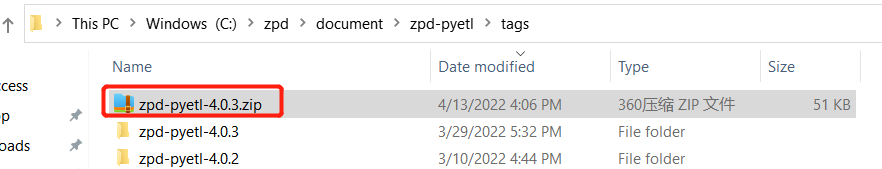 This PC > Windows (C:) > zpd > document > zpd-pyetl > tags
Name Date modified Type Size
ccess
zpd-pyetl-4.0.3.zip 4/13/2022 4:06 PM 360压缩 ZIP 文件 51 KB
op zpd-pyetl-4.0.3 3/29/2022 5:32 PM File folder
loads zpd-pyetl-4.0.2 3/10/2022 4:44 PM File folder